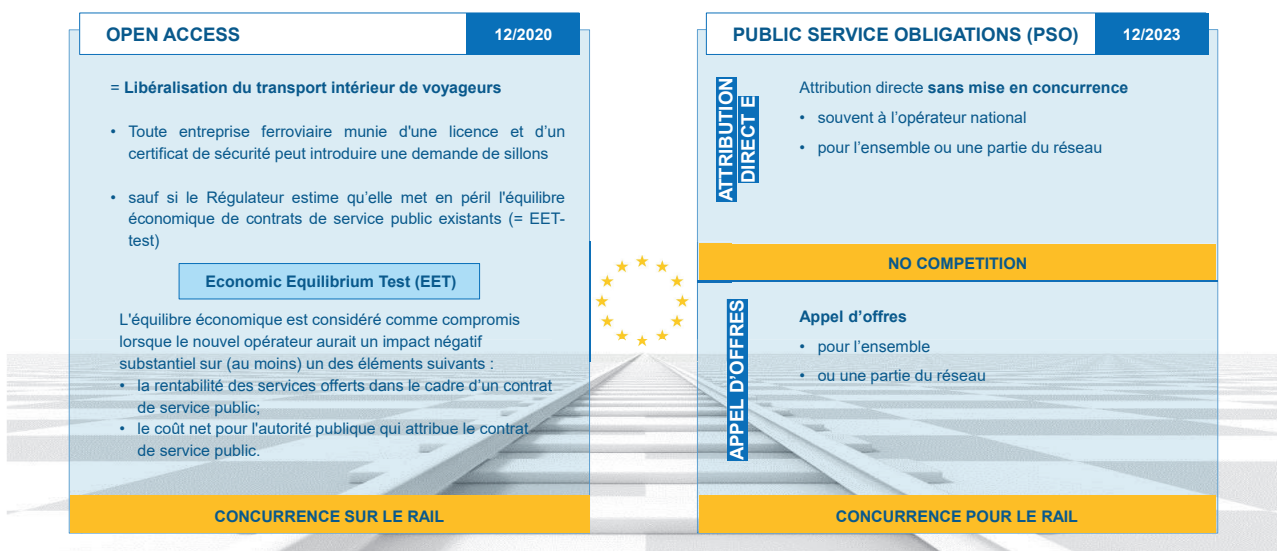 OPEN ACCESS
12/2020
= Libéralisation du transport intérieur de voyageurs
• Toute entreprise ferroviaire munie d'une licence et d'un
certificat de sécurité peut introduire une demande de sillons
• sauf si le Régulateur estime qu'elle met en péril l'équilibre
économique de contrats de service public existants (= EET-
test)
Economic Equilibrium Test (EET)
L'équilibre économique est considéré comme compromis
lorsque le nouvel opérateur aurait un impact négatif
substantiel sur (au moins) un des éléments suivants :
• la rentabilité des services offerts dans le cadre d'un contrat
de service public;
• le coût net pour l'autorité publique qui attribue le contrat
de service public.
CONCURRENCE SUR LE RAIL
PUBLIC SERVICE OBLIGATIONS (PSO)
12/2023
ATTRIBUTION
DIRECT E
Attribution directe sans mise en concurrence
• souvent à l'opérateur national
• pour l'ensemble ou une partie du réseau
NO COMPETITION
APPEL D'OFFRES
Appel d'offres
• pour l'ensemble
• ou une partie du réseau
CONCURRENCE POUR LE RAIL